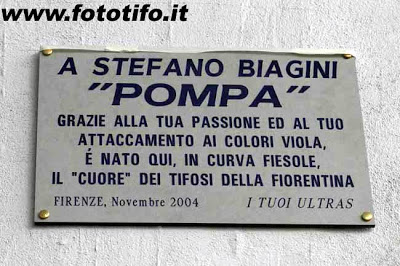 www.fototifo.it
A STEFANO BIAGINI
"POMPA"
GRAZIE ALLA TUA PASSIONE ED AL TUO
ATTACCAMENTO AI COLORI VIOLA,
É NATO QUI, IN CURVA FIESOLE,
IL "CUORE" DEI TIFOSI DELLA FIORENTINA
FIRENZE, Novembre 2004 I TUOI ULTRAS